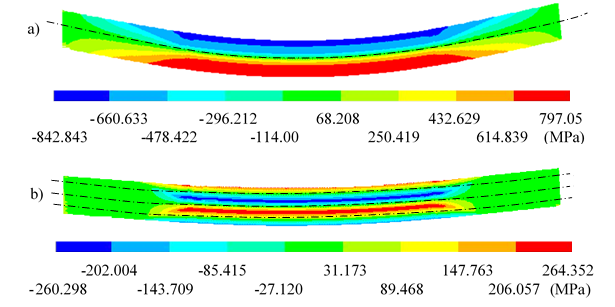 a)
-660.633 -296.212 68.208 432.629 797.05
-842.843 -478.422 -114.00 250.419 614.839 (MPa)
b)
-202.004 -85.415 31.173 147.763 264.352
-260.298 -143.709 -27.120 89.468 206.057 (MPa)